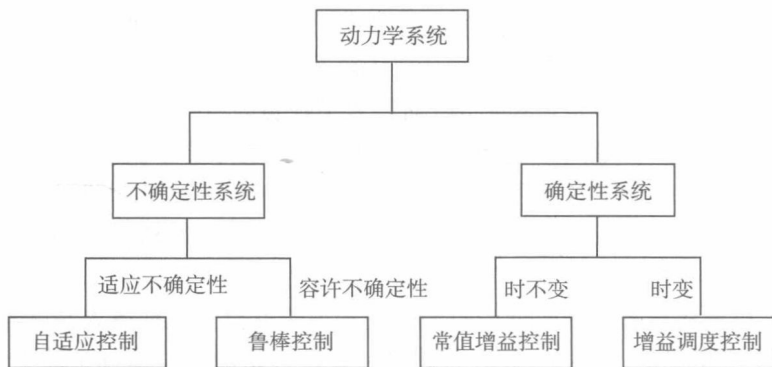 动力学系统
不确定性系统
确定性系统
适应不确定性
容许不确定性
时不变
时变
自适应控制
鲁棒控制
常值增益控制
增益调度控制